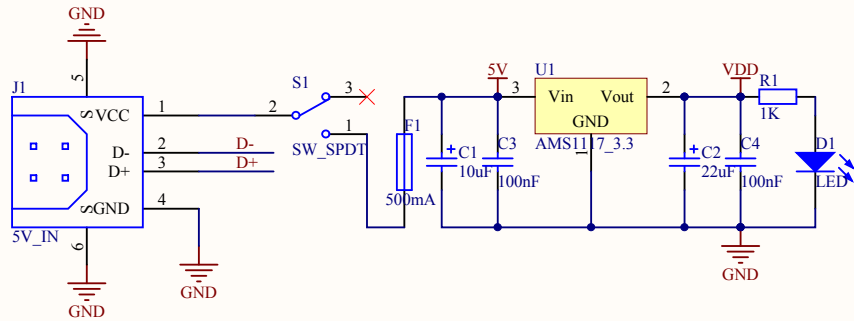 GND
5
J1
S
VCC
1
D-
2
D-
D+
3
D+
S
GND
4
5V_IN
6
GND
GND
S1
2
3
1
SW_SPDT
F1
500mA
5V
C1
10uF
C3
100nF
U1
3
Vin
Vout
2
GND
1
AMS1117_3.3
VDD
R1
1K
C2
22uF
C4
100nF
D1
LED
GND